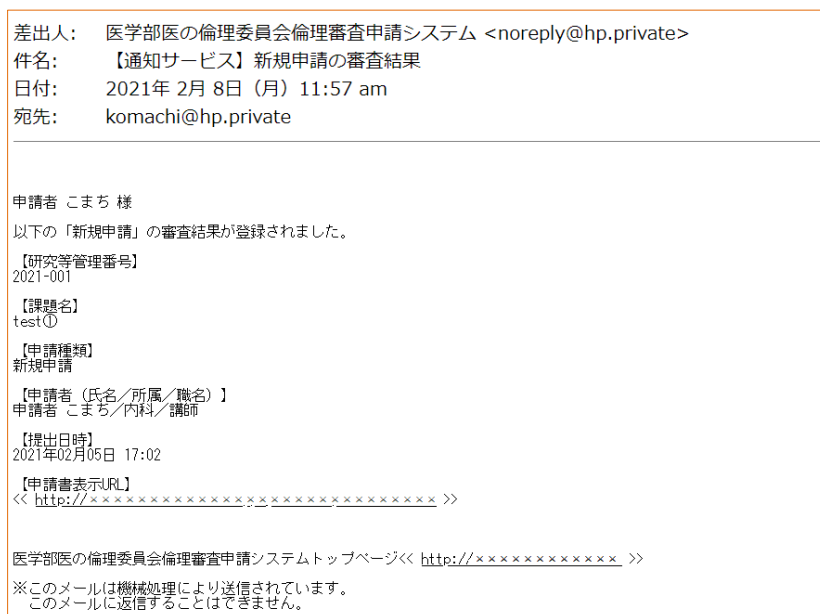 差出人: 医学部医の倫理委員会倫理審査申請システム <noreply@hp.private>
件名: 【通知サービス】新規申請の審査結果
日付: 2021年 2月 8日（月）11:57 am
宛先: komachi@hp.private
申請者 こまち 様
以下の「新規申請」の審査結果が登録されました。
【研究等管理番号】
2021-001
【課題名】
test①
【申請種類】
新規申請
【申請者（氏名／所属／職名）】
申請者 こまち／内科／講師
【提出日時】
2021年02月05日 17:02
【申請書表示URL】
<< http://××××××××××××××××××××××××××××× >>
医学部医の倫理委員会倫理審査申請システムトップページ<< http://×××××××××××× >>
※このメールは機械処理により送信されています。
このメールに返信することはできません。